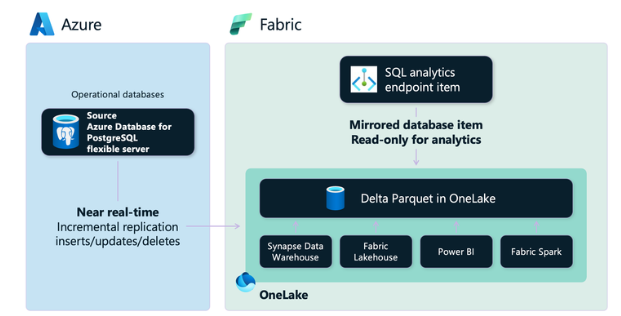 Azure
Fabric
Operational databases
Source
Azure Database for
PostgreSQL
flexible server
Near real-time
Incremental replication
inserts/updates/deletes
SQL analytics
endpoint item
Mirrored database item
Read-only for analytics
Delta Parquet in OneLake
Synapse Data
Warehouse
Fabric
Lakehouse
Power BI
Fabric Spark
OneLake